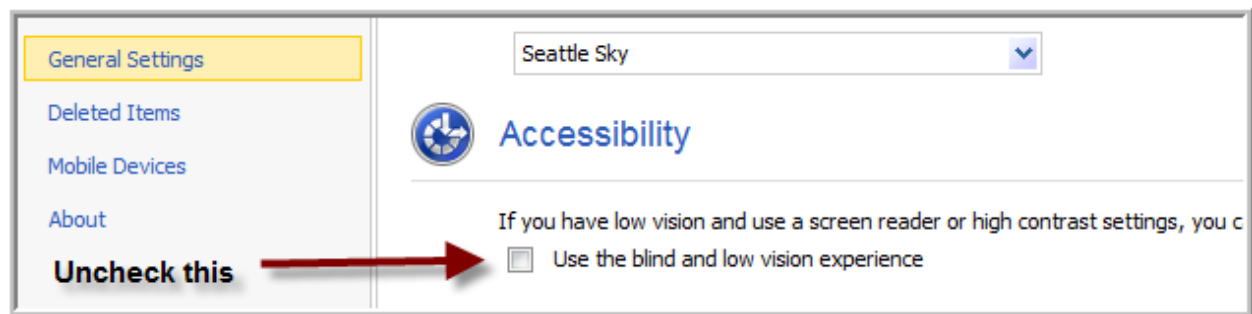 General Settings
Deleted Items
Mobile Devices
About
Uncheck this
Seattle Sky
Accessibility
If you have low vision and use a screen reader or high contrast settings, you c
Use the blind and low vision experience